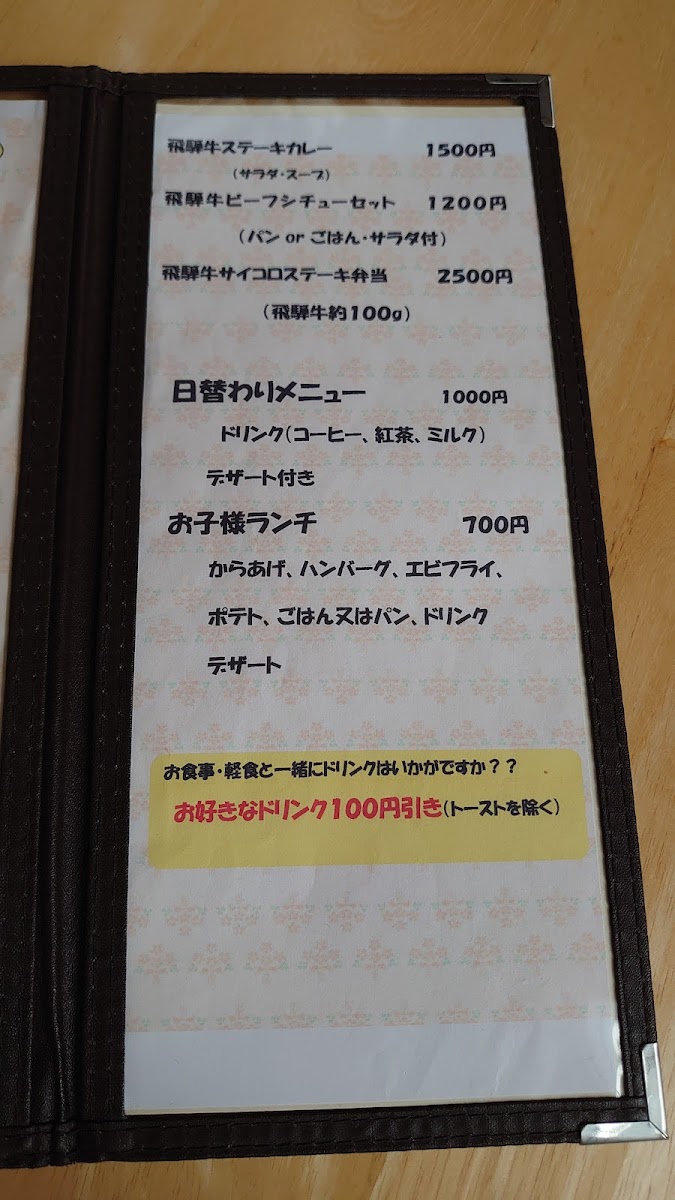 飛騨牛ステーキカレー 1500円
(サラダ・スープ)
飛騨牛ビーフシチューセット 1200円
(パン or ごはん・サラダ付)
飛騨牛サイコロステーキ弁当 2500円
(飛騨牛約100g)
日替わりメニュー 1000円
ドリンク(コーヒー、紅茶、ミルク)
デザート付き
お子様ランチ 700円
からあげ、ハンバーグ、エビフライ、
ポテト、ごはん又はパン、ドリンク
デザート
お食事・軽食と一緒にドリンクはいかがですか？？
お好きなドリンク100円引き(トーストを除く)